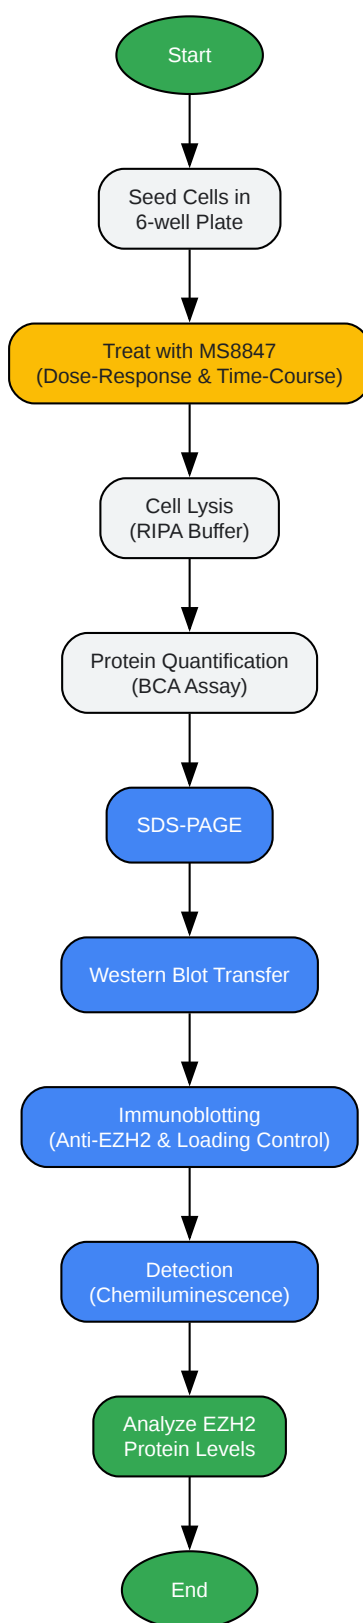 Start
Seed Cells in
6-well Plate
Treat with MS8847
(Dose-Response & Time-Course)
Cell Lysis
(RIPA Buffer)
Protein Quantification
(BCA Assay)
SDS-PAGE
Western Blot Transfer
Immunoblotting
(Anti-EZH2 & Loading Control)
Detection
(Chemiluminescence)
Analyze EZH2
Protein Levels
End